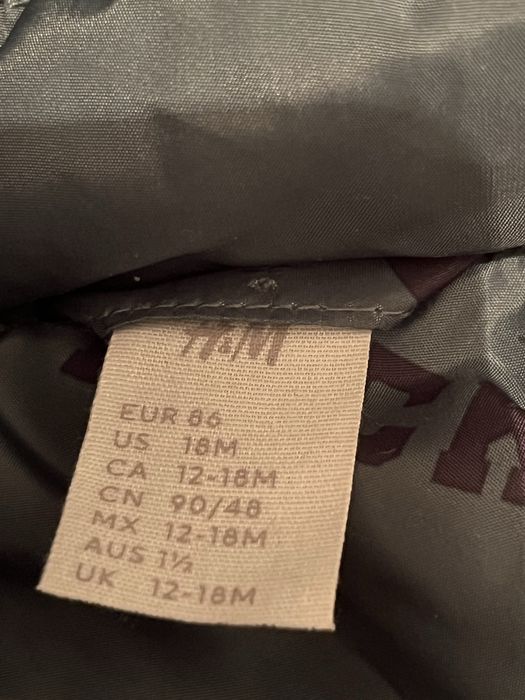 H&M
EUR 86
US 18M
CA 12-18M
CN 90/48
MX 12-18M
AUS 1½
UK 12-18M